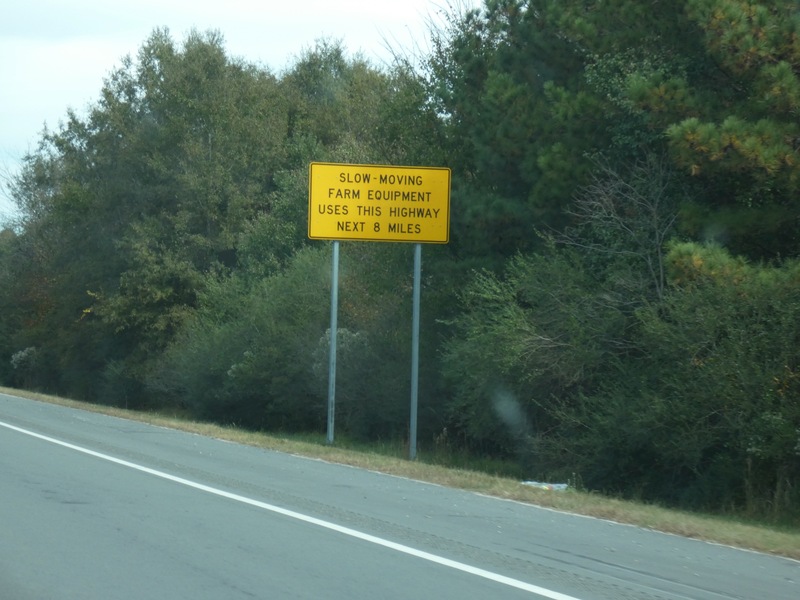 SLOW-MOVING
FARM EQUIPMENT
USES THIS HIGHWAY
NEXT 8 MILES